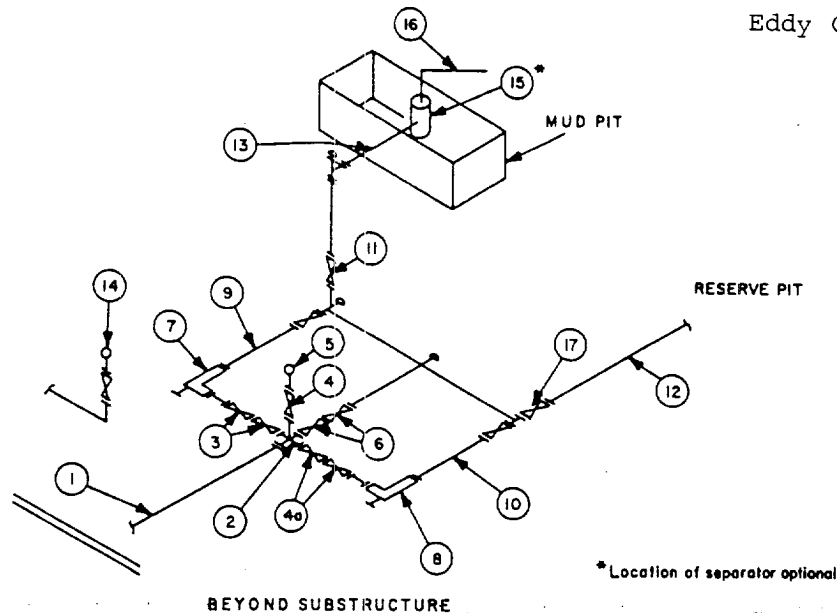 Eddy
16
15 *
MUD PIT
13
11
14
RESERVE PIT
9
7
5
17
4
12
3
6
1
2
4a
10
8
* Location of separator optional
BEYOND SUBSTRUCTURE